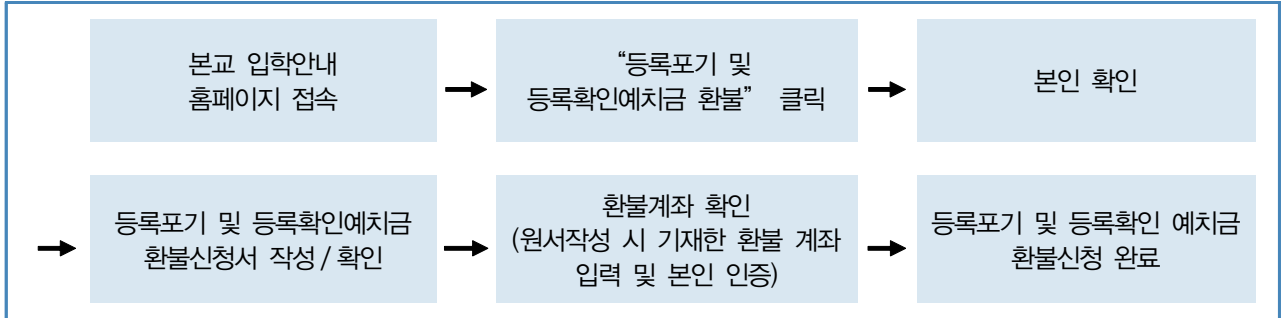 본교 입학안내
홈페이지 접속
“등록포기 및
등록확인예치금 환불” 클릭
본인 확인
등록포기 및 등록확인예치금
환불신청서 작성 / 확인
환불계좌 확인
(원서작성 시 기재한 환불 계좌
입력 및 본인 인증)
등록포기 및 등록확인 예치금
환불신청 완료